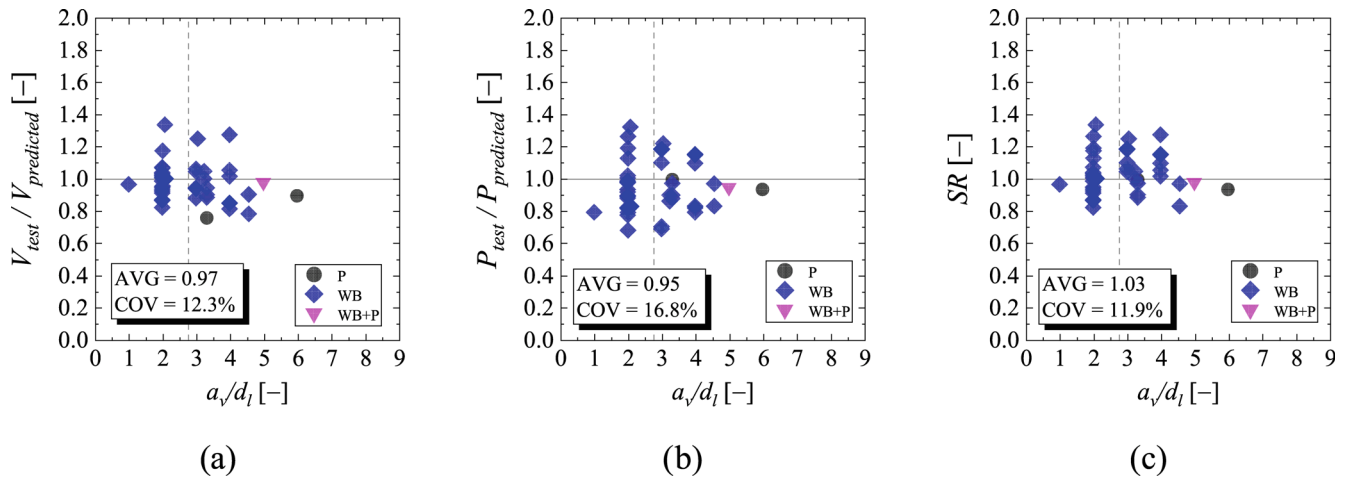 V_test / V_predicted [–]
2.0
1.8
1.6
1.4
1.2
1.0
0.8
0.6
0.4
0.2
0.0
AVG = 0.97
COV = 12.3%
P
WB
WB+P
0 1 2 3 4 5 6 7 8 9
a_v/d_l [–]
(a)
P_test / P_predicted [–]
2.0
1.8
1.6
1.4
1.2
1.0
0.8
0.6
0.4
0.2
0.0
AVG = 0.95
COV = 16.8%
P
WB
WB+P
0 1 2 3 4 5 6 7 8 9
a_v/d_l [–]
(b)
SR [–]
2.0
1.8
1.6
1.4
1.2
1.0
0.8
0.6
0.4
0.2
0.0
AVG = 1.03
COV = 11.9%
P
WB
WB+P
0 1 2 3 4 5 6 7 8 9
a_v/d_l [–]
(c)